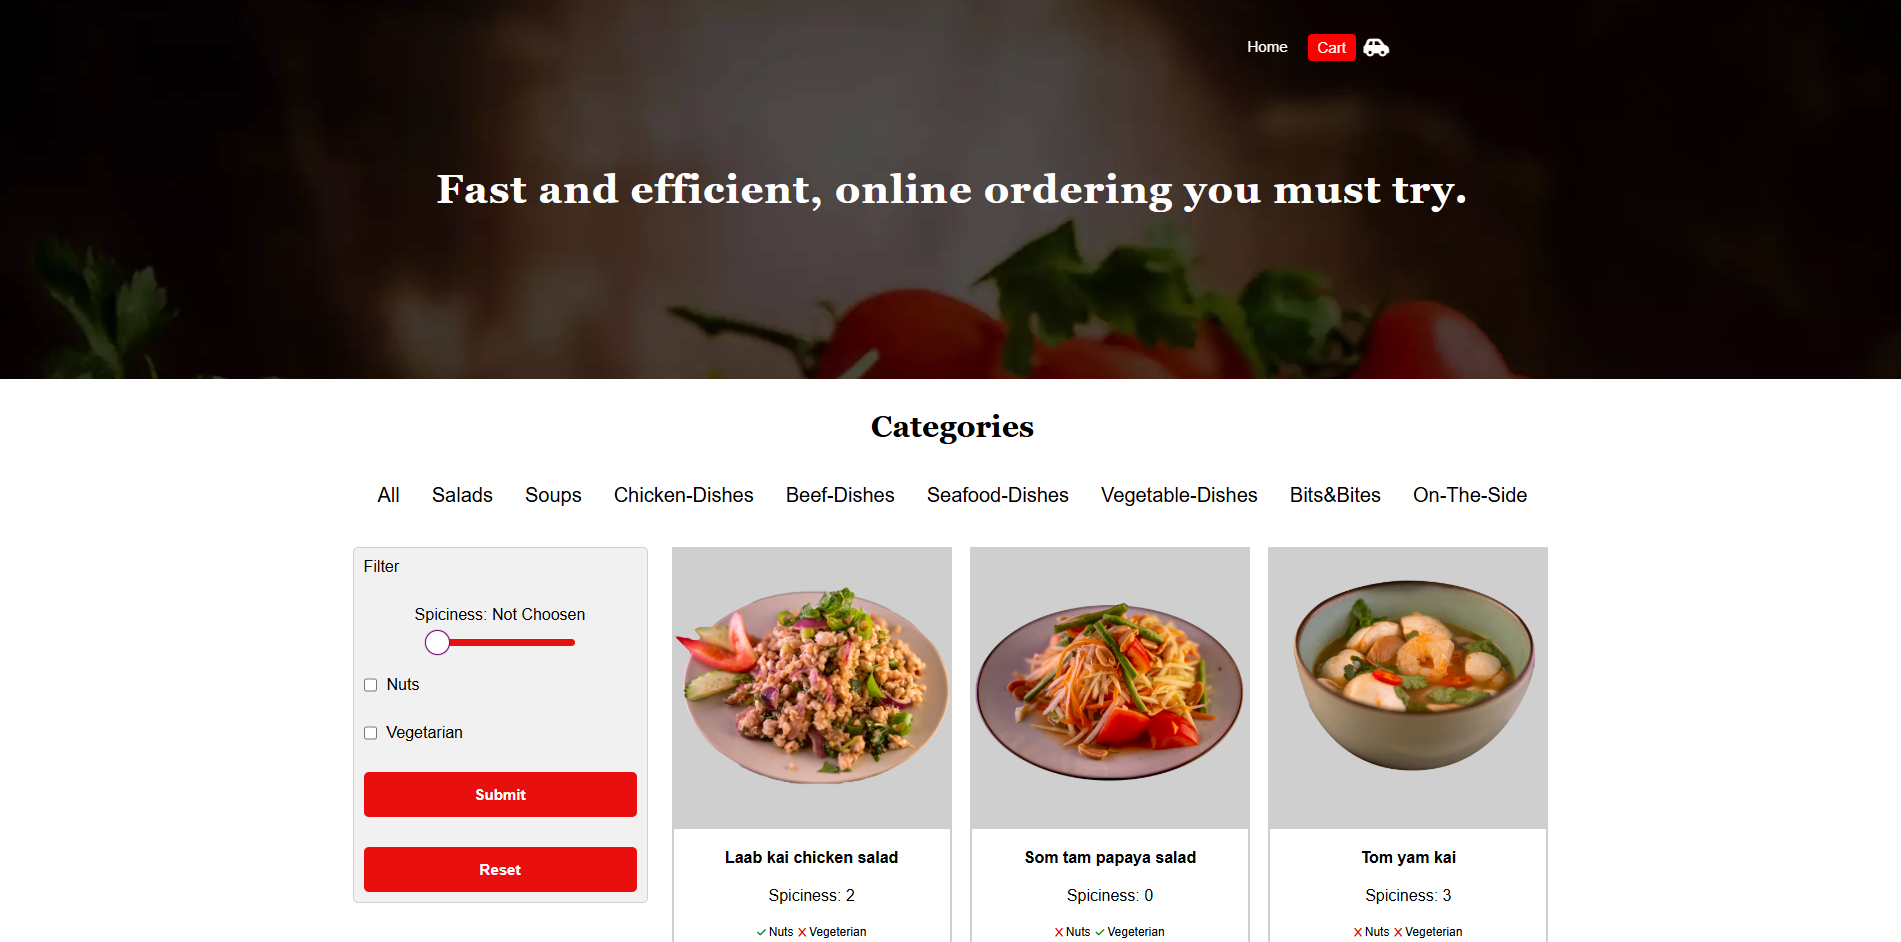 Home Cart
Fast and efficient, online ordering you must try.
Categories
All Salads Soups Chicken-Dishes Beef-Dishes Seafood-Dishes Vegetable-Dishes Bits&Bites On-The-Side
Filter
Spiciness: Not Choosen
Nuts
Vegetarian
Submit
Reset
Laab kai chicken salad
Spiciness: 2
Nuts Vegeterian
Som tam papaya salad
Spiciness: 0
Nuts Vegeterian
Tom yam kai
Spiciness: 3
Nuts Vegeterian